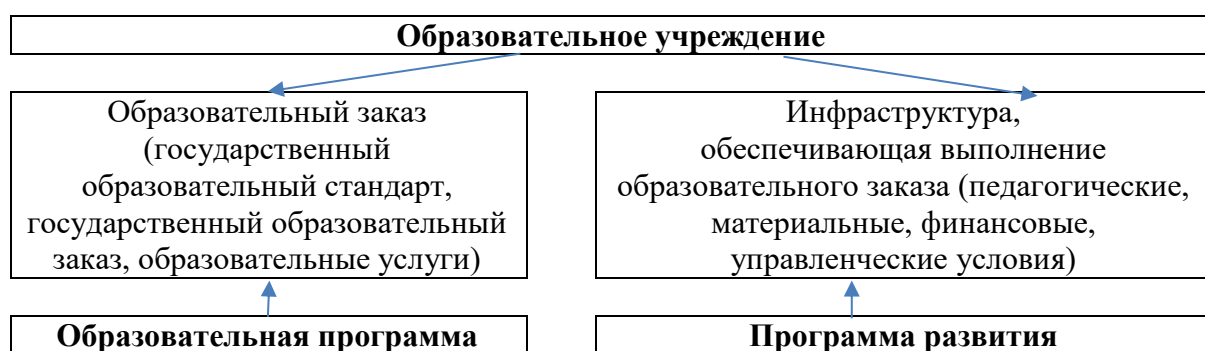 Образовательное учреждение
Образовательный заказ
(государственный
образовательный стандарт,
государственный образовательный
заказ, образовательные услуги)
Инфраструктура,
обеспечивающая выполнение
образовательного заказа (педагогические,
материальные, финансовые,
управленческие условия)
Образовательная программа
Программа развития